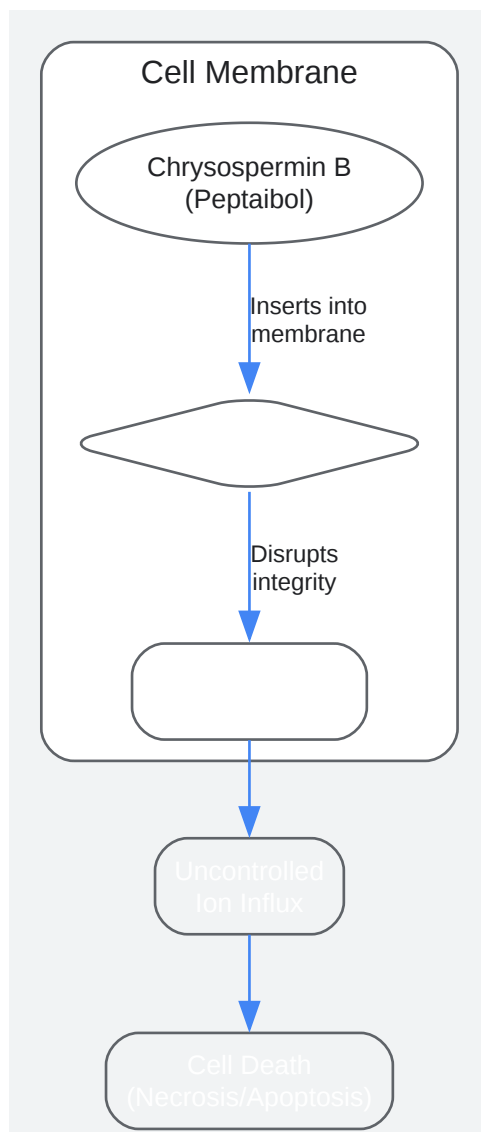 Cell Membrane
Chrysospermin B
(Peptaibol)
Inserts into
membrane
Disrupts
integrity
Uncontrolled
Ion Influx
Cell Death
(Necrosis/Apoptosis)